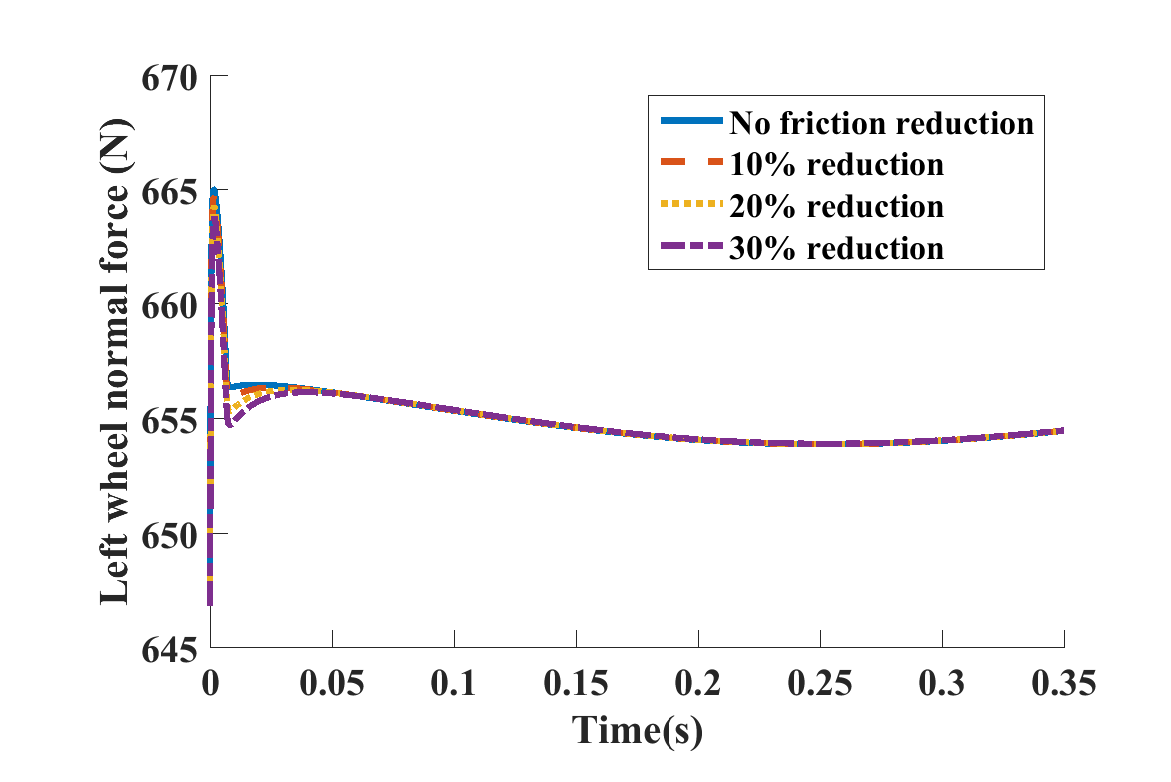 Left wheel normal force (N)
670
665
660
655
650
645
No friction reduction
10% reduction
20% reduction
30% reduction
0
0.05
0.1
0.15
0.2
0.25
0.3
0.35
Time(s)